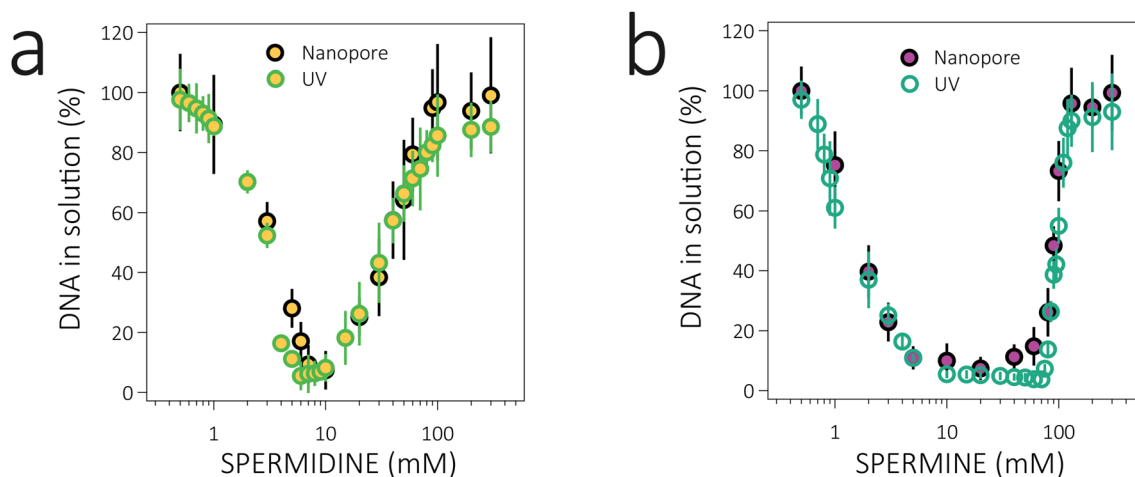 a
DNA in solution (%)
120
100
80
60
40
20
0
Nanopore
UV
1
10
100
SPERMIDINE (mM)
b
DNA in solution (%)
120
100
80
60
40
20
0
Nanopore
UV
1
10
100
SPERMINE (mM)